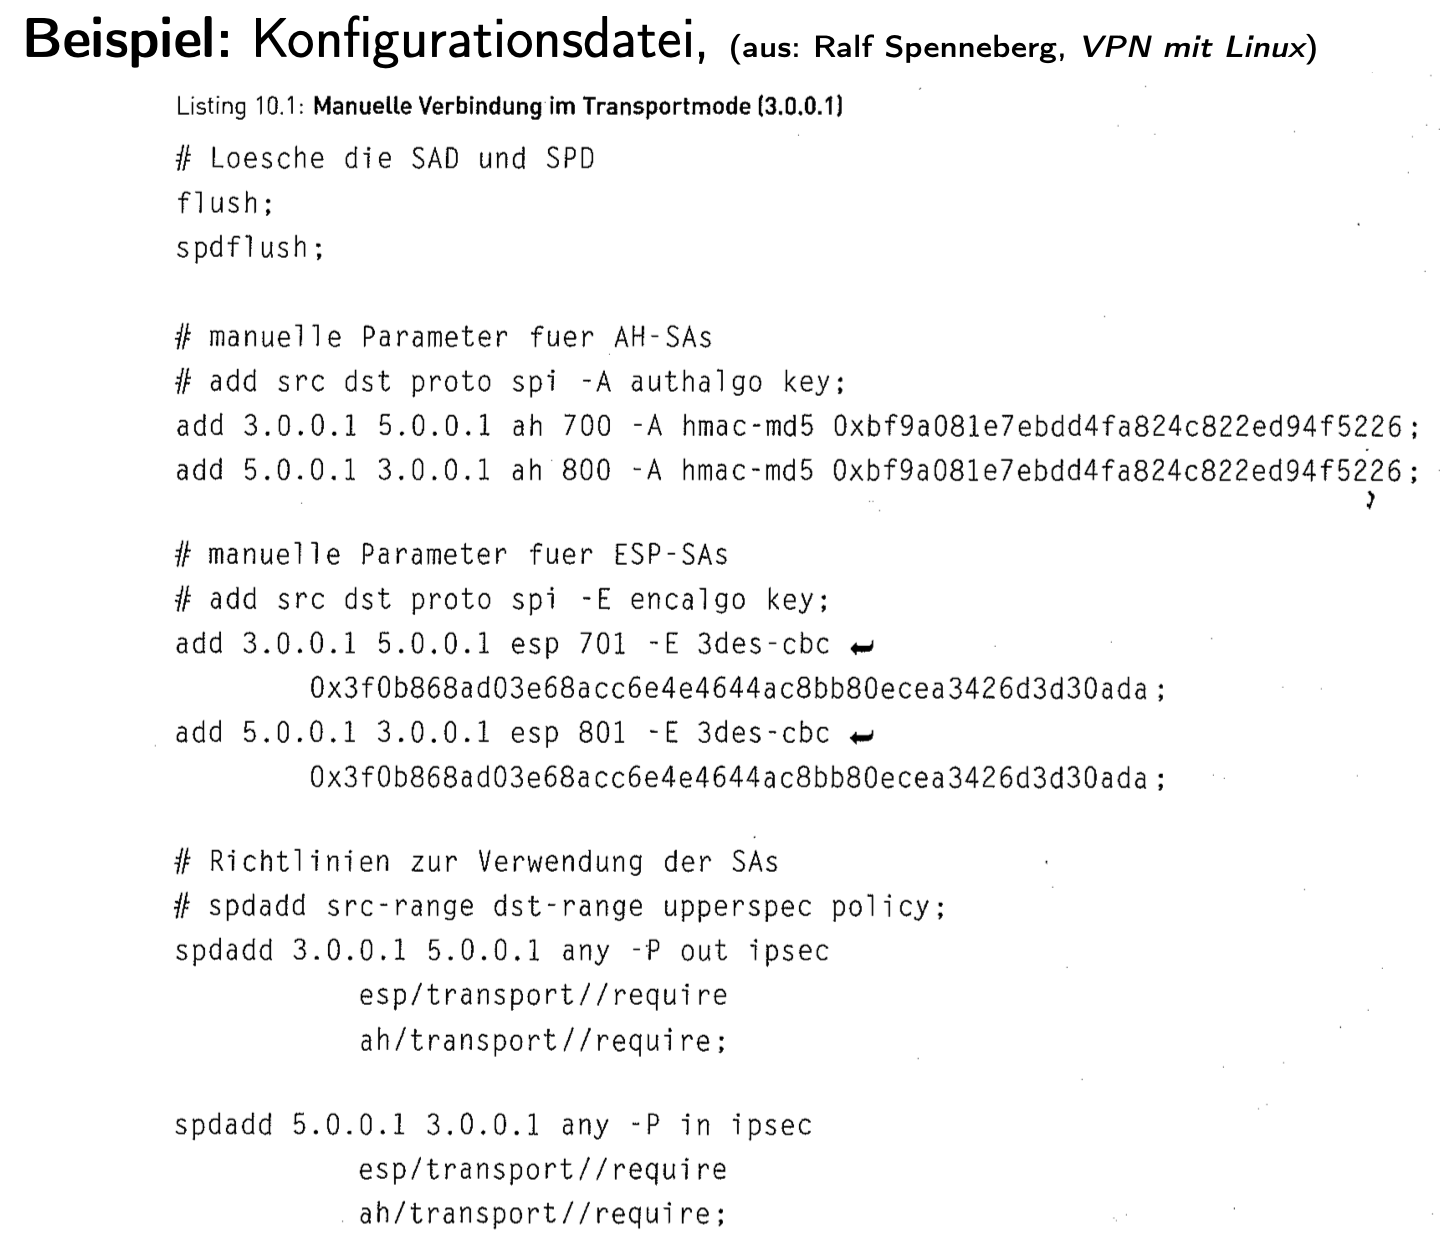 Beispiel: Konfigurationsdatei, (aus: Ralf Spenneberg, VPN mit Linux)
Listing 10.1: Manuelle Verbindung im Transportmode (3.0.0.1)
# Loesche die SAD und SPD
flush;
spdflush;
# manuelle Parameter fuer AH-SAs
# add src dst proto spi -A authalgo key;
add 3.0.0.1 5.0.0.1 ah 700 -A hmac-md5 0xbf9a081e7ebdd4fa824c822ed94f5226;
add 5.0.0.1 3.0.0.1 ah 800 -A hmac-md5 0xbf9a081e7ebdd4fa824c822ed94f5226;
# manuelle Parameter fuer ESP-SAs
# add src dst proto spi -E encalgo key;
add 3.0.0.1 5.0.0.1 esp 701 -E 3des-cbc ↩
0x3f0b868ad03e68acc6e4e4644ac8bb80ecea3426d3d30ada;
add 5.0.0.1 3.0.0.1 esp 801 -E 3des-cbc ↩
0x3f0b868ad03e68acc6e4e4644ac8bb80ecea3426d3d30ada;
# Richtlinien zur Verwendung der SAs
# spdadd src-range dst-range upperspec policy;
spdadd 3.0.0.1 5.0.0.1 any -P out ipsec
esp/transport//require
ah/transport//require;
spdadd 5.0.0.1 3.0.0.1 any -P in ipsec
esp/transport//require
ah/transport//require;